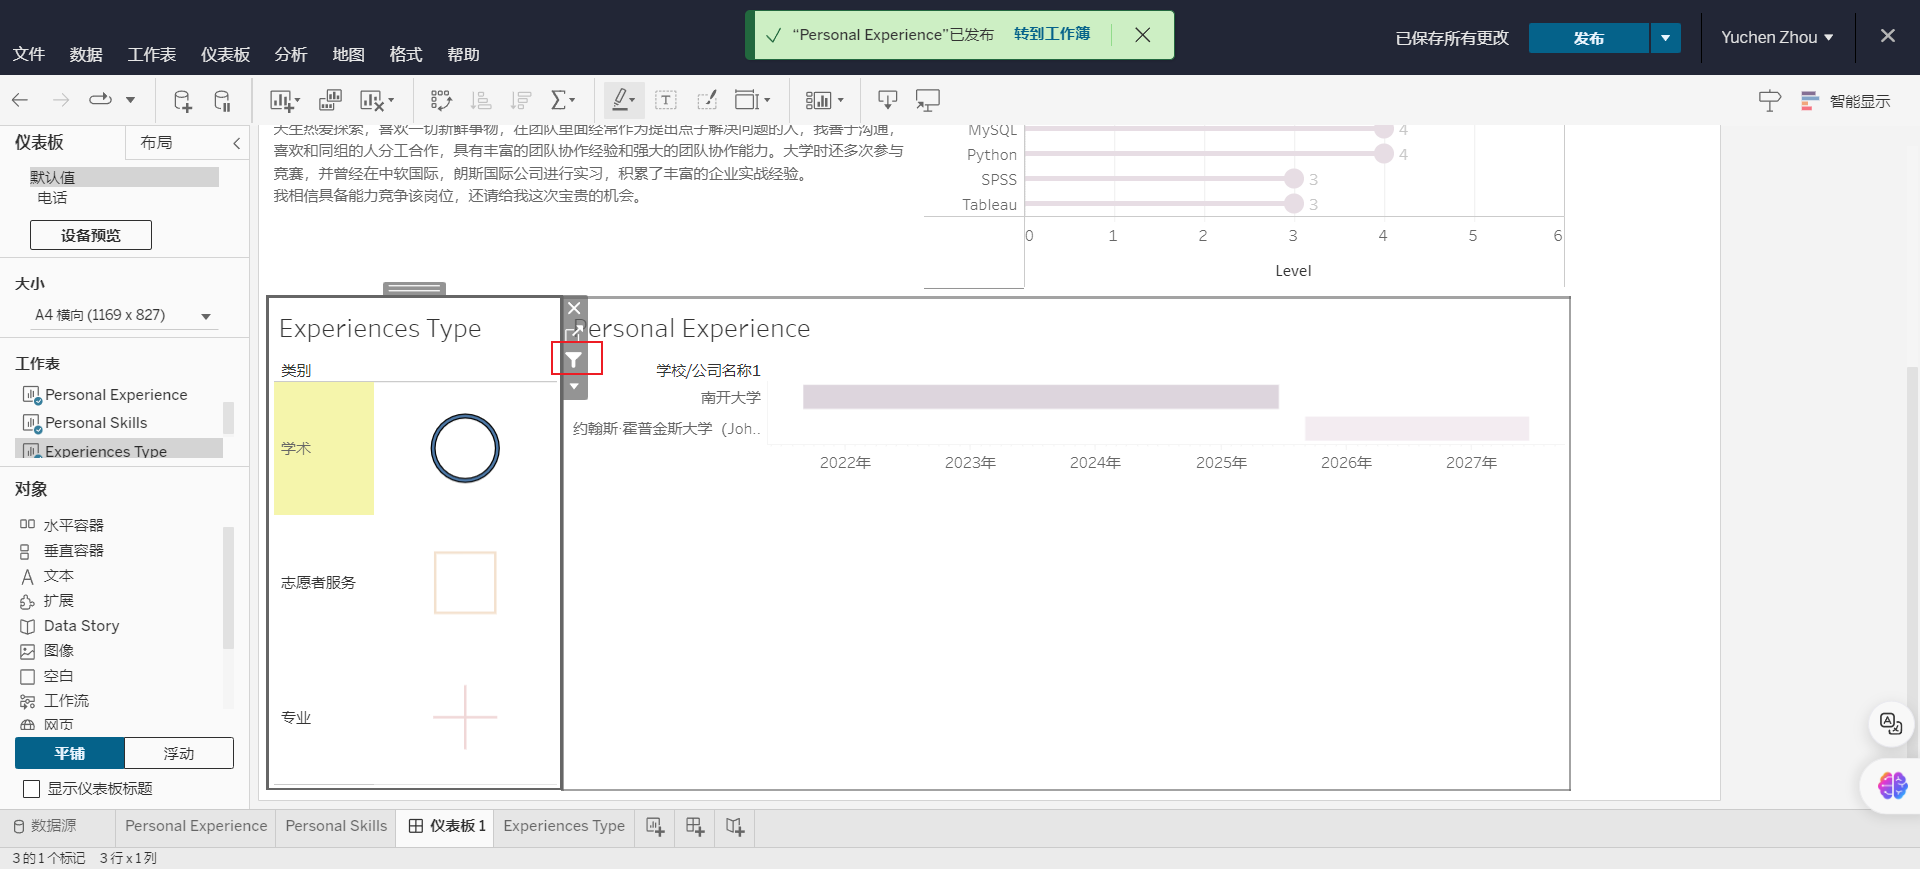 “Personal Experience”已发布 转到工作簿
已保存所有更改 发布 Yuchen Zhou
文件 数据 工作表 仪表板 分析 地图 格式 帮助
智能显示
仪表板 布局
默认值
电话
设备预览
大小
A4 横向 (1169 x 827)
工作表
Personal Experience
Personal Skills
Experiences Type
对象
水平容器
垂直容器
文本
扩展
Data Story
图像
空白
工作流
网页
平铺 浮动
显示仪表板标题
天生热爱探索，喜欢一切新鲜事物，在团队里面经常作为提出点子解决问题的人，我善于沟通，
喜欢和同组的人分工合作，具有丰富的团队协作经验和强大的团队协作能力。大学时还多次参与
竞赛，并曾经在中软国际，朗斯国际公司进行实习，积累了丰富的企业实战经验。
我相信具备能力竞争该岗位，还请给我这次宝贵的机会。
MySQL 4
Python 4
SPSS 3
Tableau 3
0 1 2 3 4 5 6
Level
Experiences Type
类别
学术
志愿者服务
专业
Personal Experience
学校/公司名称1
南开大学
约翰斯·霍普金斯大学（Joh..
2022年 2023年 2024年 2025年 2026年 2027年
数据源 Personal Experience Personal Skills 仪表板 1 Experiences Type
3 的 1 个标记 3 行 x 1 列